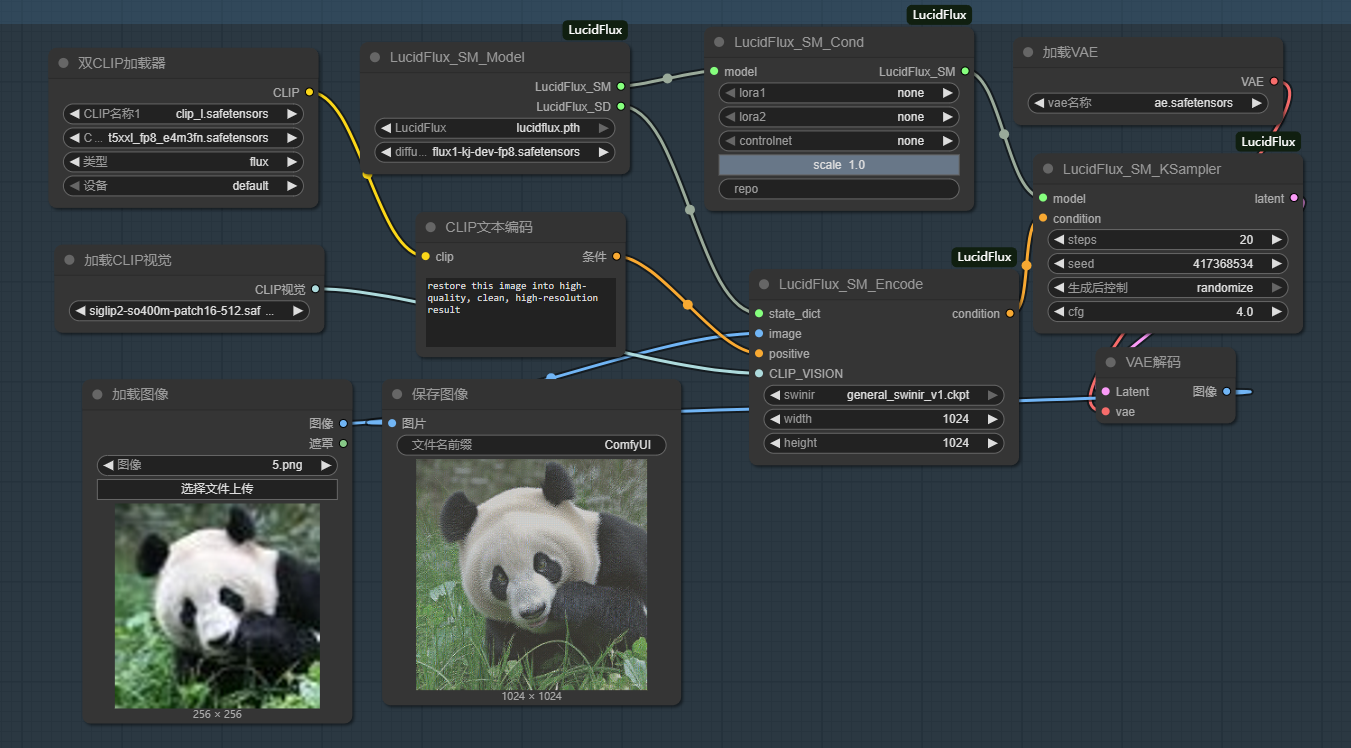 LucidFlux
双CLIP加载器
CLIP
CLIP名称1 clip_l.safetensors
C ... t5xxl_fp8_e4m3fn.safetensors
类型 flux
设备 default
LucidFlux_SM_Model
LucidFlux_SM
LucidFlux_SD
LucidFlux lucidflux.pth
diffu... flux1-kj-dev-fp8.safetensors
LucidFlux
LucidFlux_SM_Cond
model LucidFlux_SM
lora1 none
lora2 none
controlnet none
scale 1.0
repo
加载VAE
VAE
vae名称 ae.safetensors
LucidFlux
LucidFlux_SM_KSampler
model latent
condition
steps 20
seed 417368534
生成后控制 randomize
cfg 4.0
加载CLIP视觉
CLIP视觉
siglip2-so400m-patch16-512.saf ...
CLIP文本编码
clip 条件
restore this image into high-
quality, clean, high-resolution
result
LucidFlux
LucidFlux_SM_Encode
state_dict condition
image
positive
CLIP_VISION
swinir general_swinir_v1.ckpt
width 1024
height 1024
VAE解码
Latent 图像
vae
加载图像
图像
遮罩
图像 5.png
选择文件上传
256 × 256
保存图像
图片
文件名前缀 ComfyUI
1024 × 1024